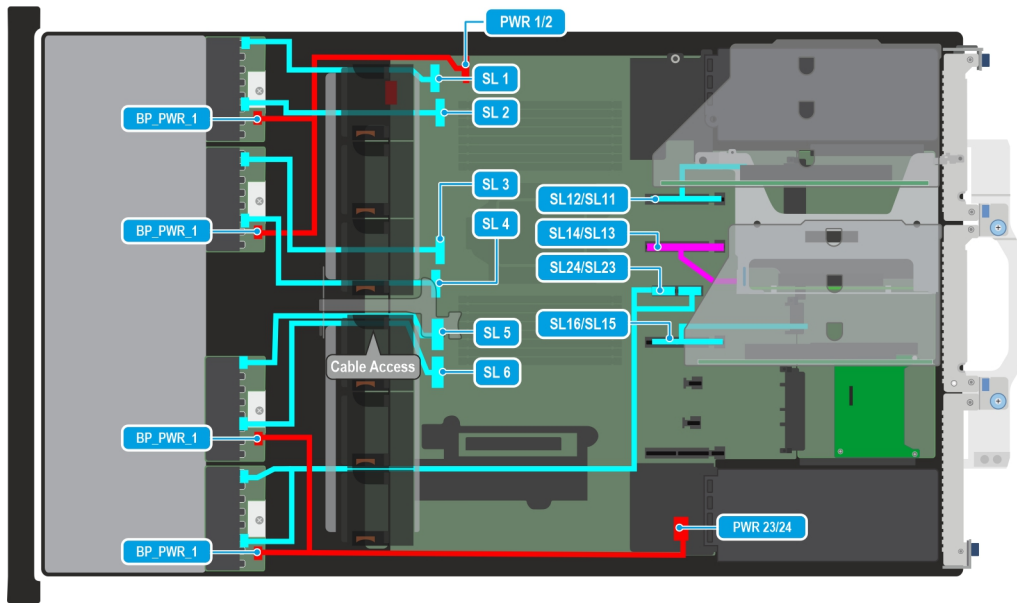 PWR 1/2
SL 1
BP_PWR_1
SL 2
SL 3
SL12/SL11
BP_PWR_1
SL 4
SL14/SL13
SL24/SL23
SL 5
SL16/SL15
Cable Access
SL 6
BP_PWR_1
PWR 23/24
BP_PWR_1